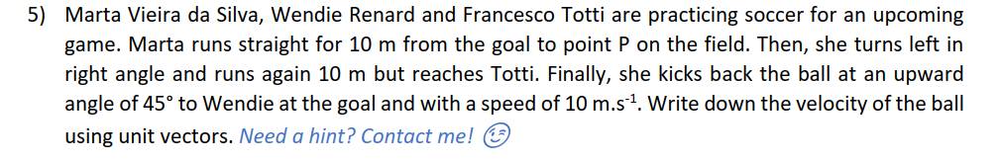 5) Marta Vieira da Silva, Wendie Renard and Francesco Totti are practicing soccer for an upcoming
game. Marta runs straight for 10 m from the goal to point P on the field. Then, she turns left in
right angle and runs again 10 m but reaches Totti. Finally, she kicks back the ball at an upward
angle of 45° to Wendie at the goal and with a speed of 10 m.s⁻¹. Write down the velocity of the ball
using unit vectors. Need a hint? Contact me! 😉